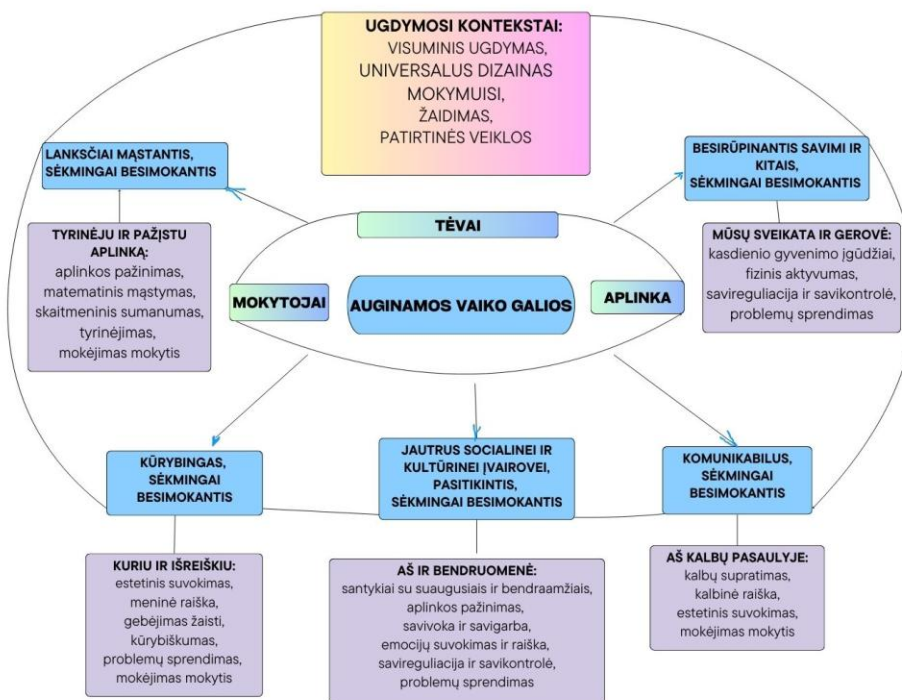 UGDYMOSI KONTEKSTAI:
VISUMINIS UGDYMAS,
UNIVERSALUS DIZAINAS
MOKYMUISI,
ŽAIDIMAS,
PATIRTINĖS VEIKLOS
LANKSČIAI MĄSTANTIS,
SĖKMINGAI BESIMOKANTIS
BESIRŪPINANTIS SAVIMI IR
KITAIS,
SĖKMINGAI BESIMOKANTIS
TYRINĖJU IR PAŽĮSTU
APLINKĄ:
aplinkos pažinimas,
matematinis mąstymas,
skaitmeninis sumanumas,
tyrinėjimas,
mokėjimas mokytis
TĖVAI
MOKYTOJAI
AUGINAMOS VAIKO GALIOS
APLINKA
MŪSŲ SVEIKATA IR GEROVĖ:
kasdienio gyvenimo įgūdžiai,
fizinis aktyvumas,
savireguliacija ir savikontrolė,
problemų sprendimas
KŪRYBINGAS,
SĖKMINGAI
BESIMOKANTIS
JAUTRUS SOCIALINEI IR
KULTŪRINEI ĮVAIROVEI,
PASITIKINTIS,
SĖKMINGAI BESIMOKANTIS
KOMUNIKABILUS,
SĖKMINGAI
BESIMOKANTIS
KURIU IR IŠREIŠKIU:
estetinis suvokimas,
meninė raiška,
gebėjimas žaisti,
kūrybiškumas,
problemų sprendimas,
mokėjimas mokytis
AŠ IR BENDRUOMENĖ:
santykiai su suaugusiais ir bendraamžiais,
aplinkos pažinimas,
savivoka ir savigarba,
emocijų suvokimas ir raiška,
savireguliacija ir savikontrolė,
problemų sprendimas
AŠ KALBŲ PASAULYJE:
kalbų supratimas,
kalbinė raiška,
estetinis suvokimas,
mokėjimas mokytis